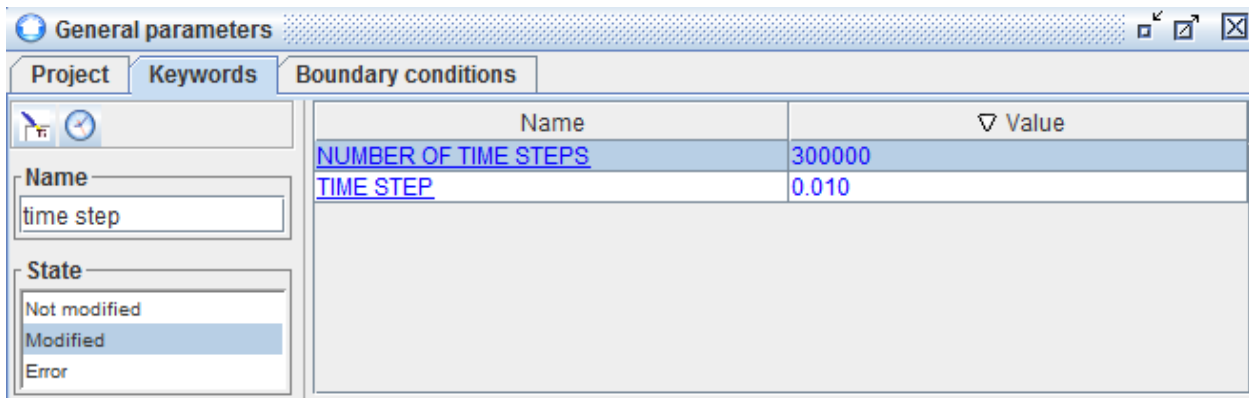 General parameters
Project Keywords Boundary conditions
Name Value
NUMBER OF TIME STEPS 300000
TIME STEP 0.010
Name
time step
State
Not modified
Modified
Error